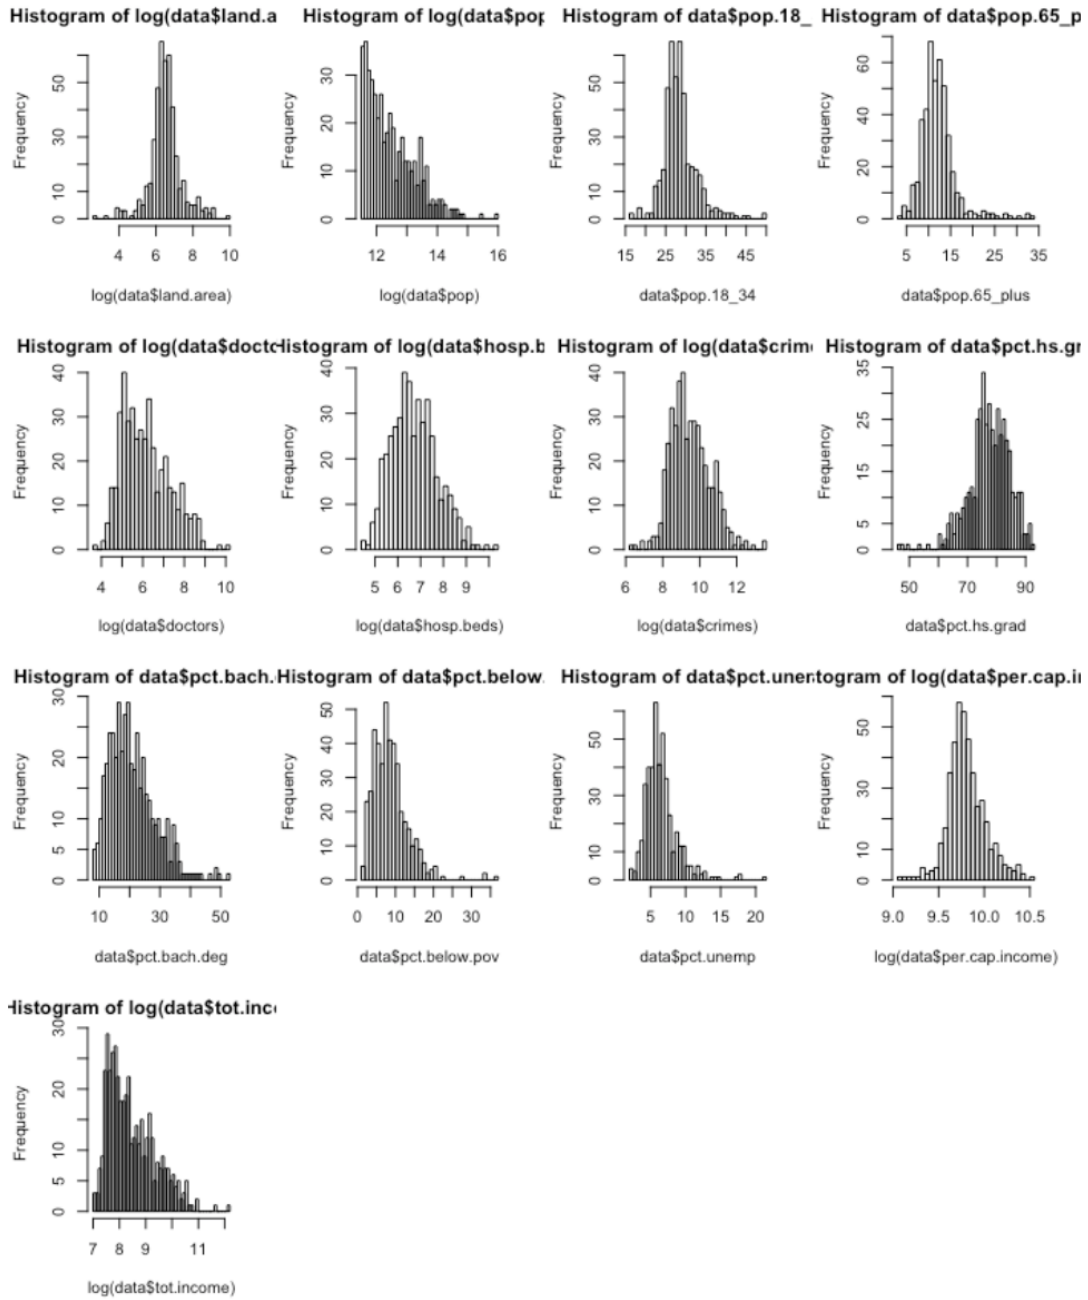 Histogram of log(data$land.a
Histogram of log(data$pop
Histogram of data$pop.18_
Histogram of data$pop.65_p
Frequency
10 30 50
0
4 6 8 10
log(data$land.area)
Frequency
0 10 20 30
12 14 16
log(data$pop)
Frequency
0 10 30 50
15 25 35 45
data$pop.18_34
Frequency
0 20 40 60
5 15 25 35
data$pop.65_plus
Histogram of log(data$docto
Histogram of log(data$hosp.b
Histogram of log(data$crim
Histogram of data$pct.hs.gr
Frequency
0 10 20 30 40
4 6 8 10
log(data$doctors)
Frequency
0 10 20 30 40
5 6 7 8 9
log(data$hosp.beds)
Frequency
0 10 20 30 40
6 8 10 12
log(data$crimes)
Frequency
0 5 15 25 35
50 70 90
data$pct.hs.grad
Histogram of data$pct.bach.
Histogram of data$pct.below.
Histogram of data$pct.unem
togram of log(data$per.cap.in
Frequency
0 5 10 20 30
10 30 50
data$pct.bach.deg
Frequency
0 10 20 30 40 50
0 10 20 30
data$pct.below.pov
Frequency
0 10 30 50
5 10 15 20
data$pct.unemp
Frequency
0 10 30 50
9.0 9.5 10.0 10.5
log(data$per.cap.income)
Histogram of log(data$tot.inc
Frequency
0 5 10 20 30
7 8 9 11
log(data$tot.income)